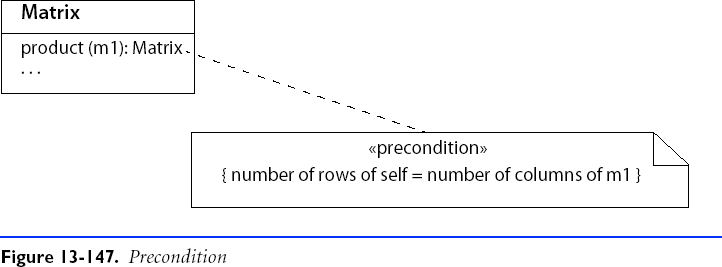 Matrix
product (m1): Matrix
. . .
«precondition»
{ number of rows of self = number of columns of m1 }
Figure 13-147. Precondition